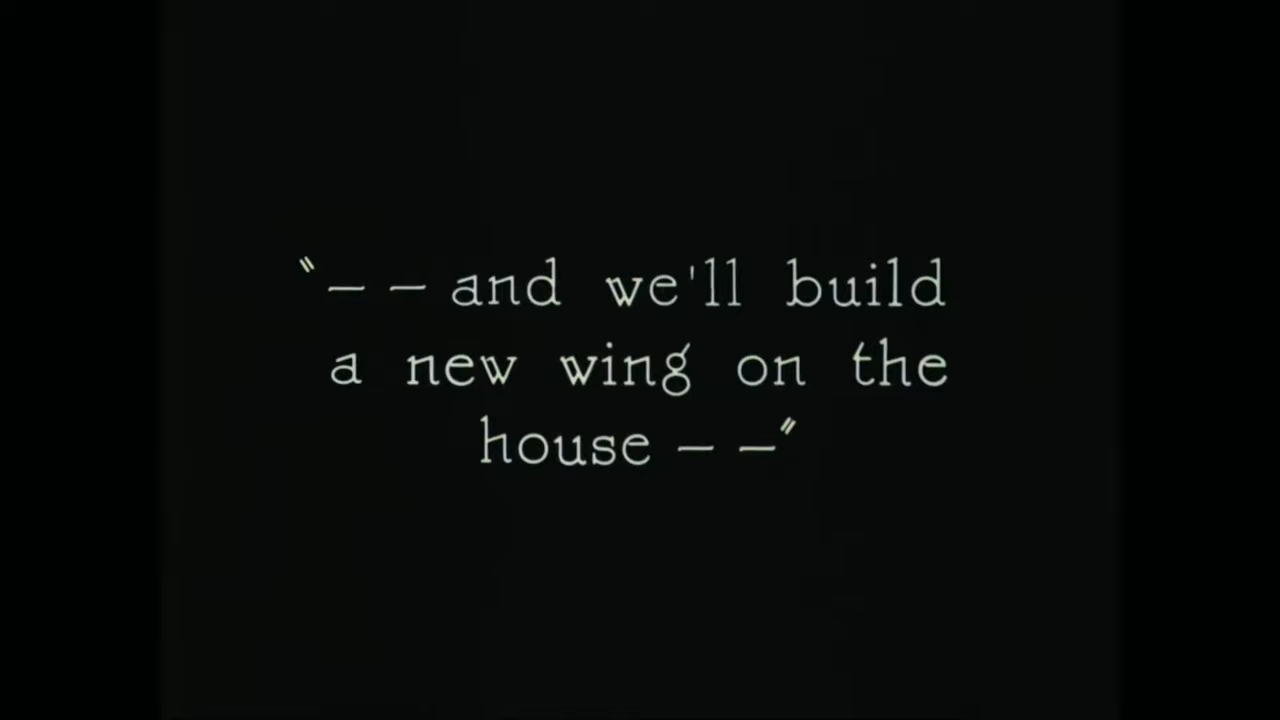 "– – and we'll build
a new wing on the
house – –"